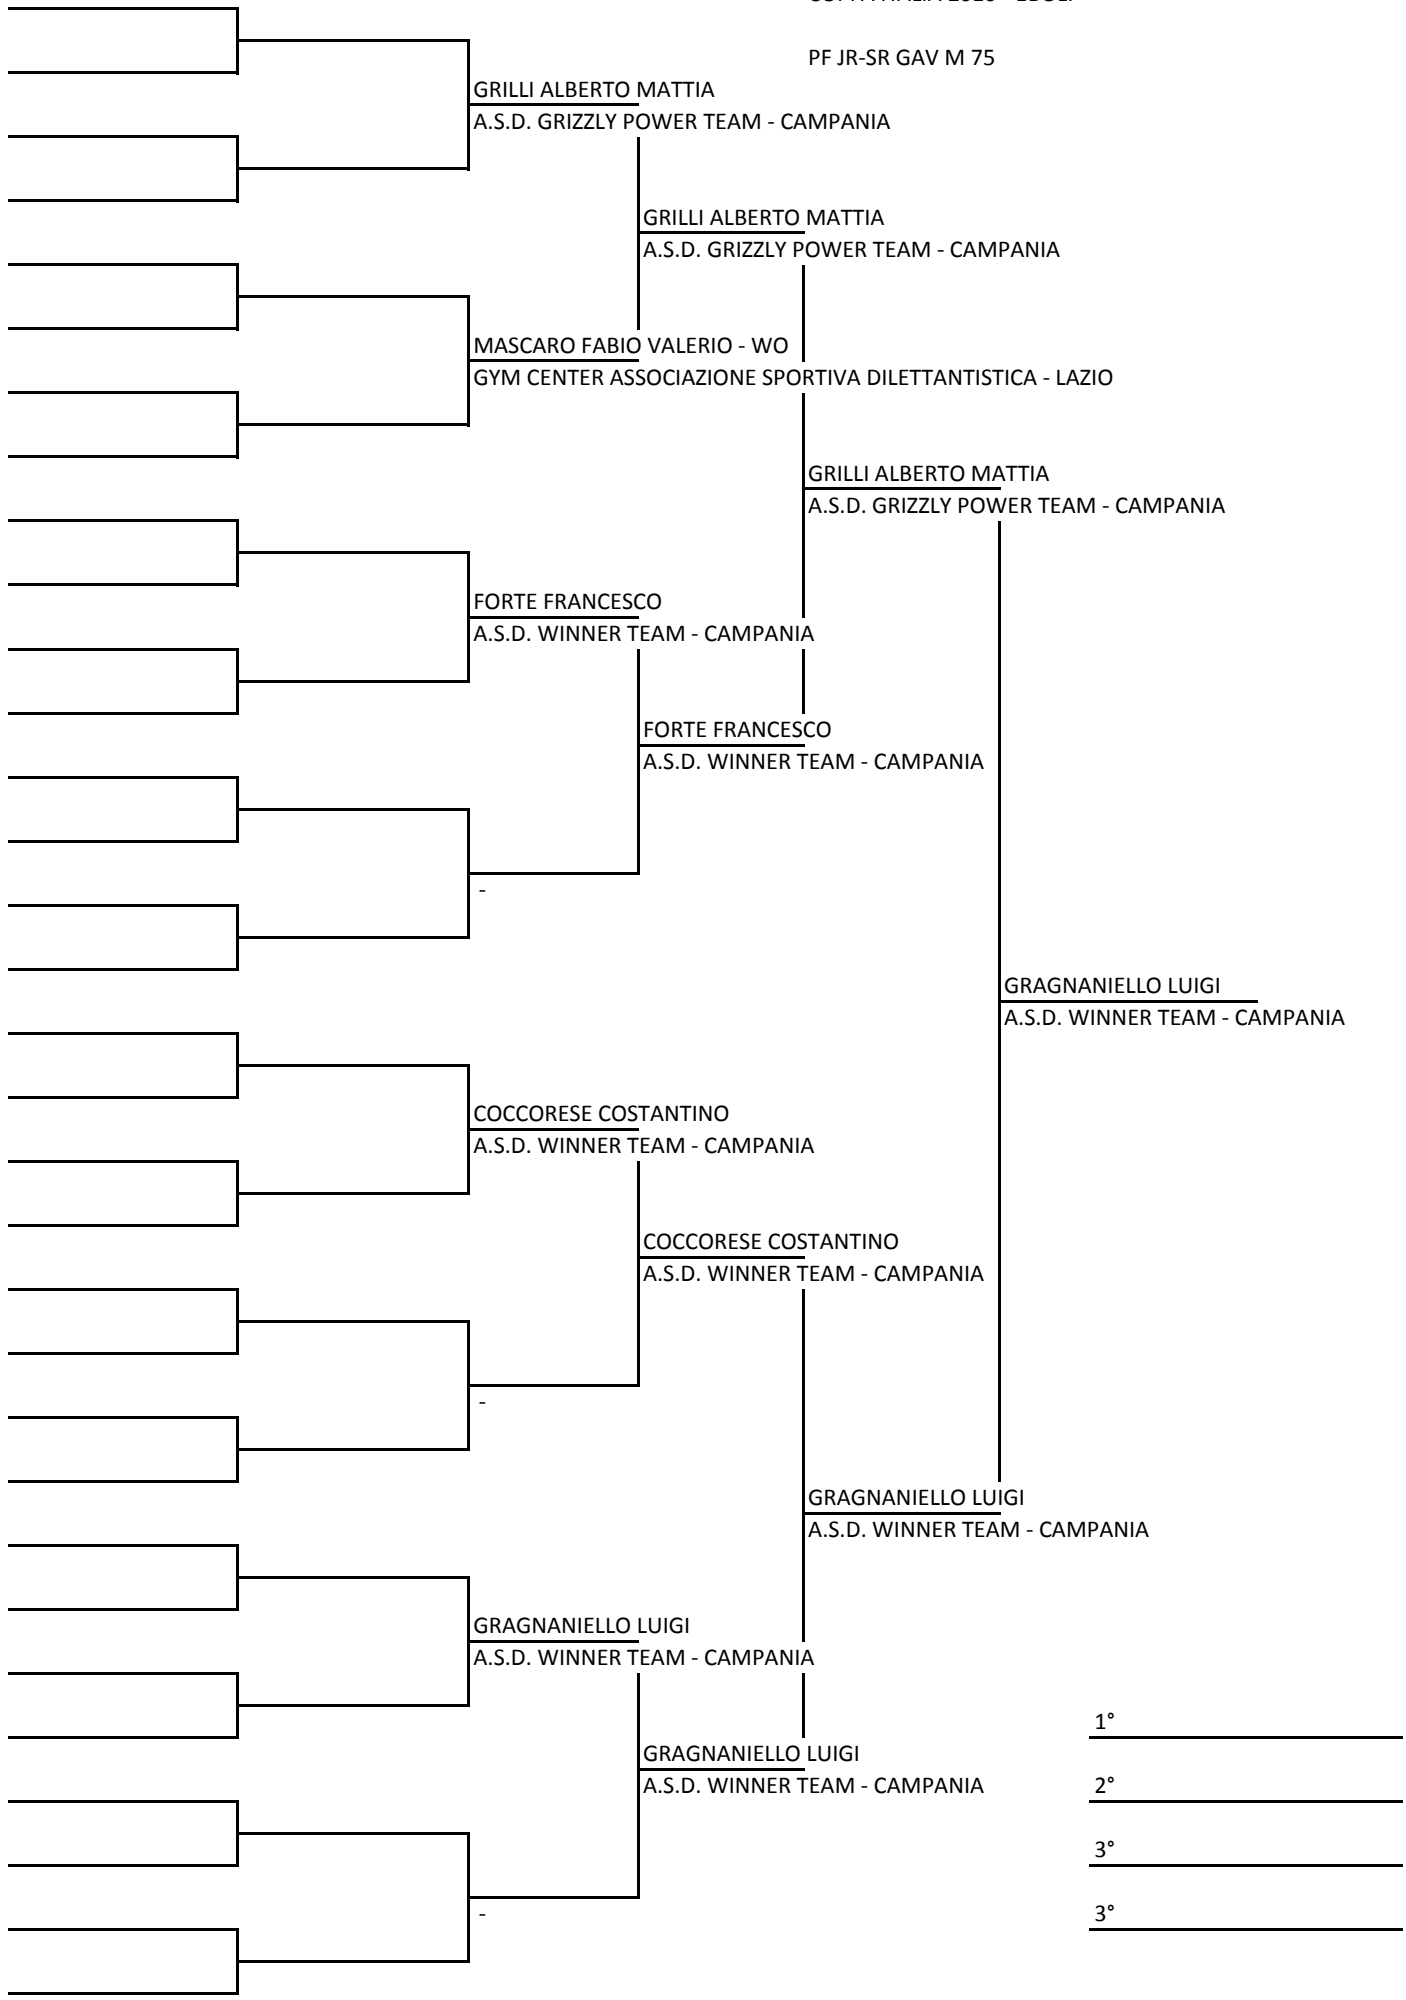 PF JR-SR GAV M 75
GRILLI ALBERTO MATTIA
A.S.D. GRIZZLY POWER TEAM - CAMPANIA
GRILLI ALBERTO MATTIA
A.S.D. GRIZZLY POWER TEAM - CAMPANIA
MASCARO FABIO VALERIO - WO
GYM CENTER ASSOCIAZIONE SPORTIVA DILETTANTISTICA - LAZIO
GRILLI ALBERTO MATTIA
A.S.D. GRIZZLY POWER TEAM - CAMPANIA
FORTE FRANCESCO
A.S.D. WINNER TEAM - CAMPANIA
FORTE FRANCESCO
A.S.D. WINNER TEAM - CAMPANIA
-
GRAGNANIELLO LUIGI
A.S.D. WINNER TEAM - CAMPANIA
COCCORESE COSTANTINO
A.S.D. WINNER TEAM - CAMPANIA
COCCORESE COSTANTINO
A.S.D. WINNER TEAM - CAMPANIA
-
GRAGNANIELLO LUIGI
A.S.D. WINNER TEAM - CAMPANIA
GRAGNANIELLO LUIGI
A.S.D. WINNER TEAM - CAMPANIA
1°
GRAGNANIELLO LUIGI
A.S.D. WINNER TEAM - CAMPANIA
2°
3°
-
3°